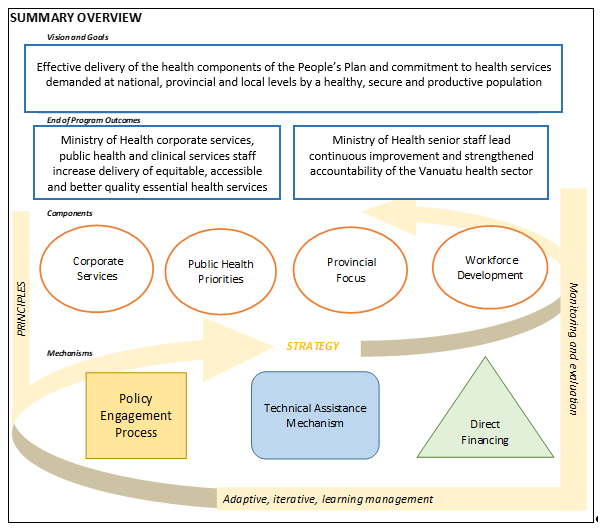 SUMMARY OVERVIEW
Vision and Goals
Effective delivery of the health components of the People's Plan and commitment to health services
demanded at national, provincial and local levels by a healthy, secure and productive population
End of Program Outcomes
Ministry of Health corporate services,
public health and clinical services staff
increase delivery of equitable, accessible
and better quality essential health services
Ministry of Health senior staff lead
continuous improvement and strengthened
accountability of the Vanuatu health sector
Components
Corporate
Services
Public Health
Priorities
Provincial
Focus
Workforce
Development
PRINCIPLES
Monitoring and evaluation
STRATEGY
Mechanisms
Policy
Engagement
Process
Technical Assistance
Mechanism
Direct
Financing
Adaptive, iterative, learning management